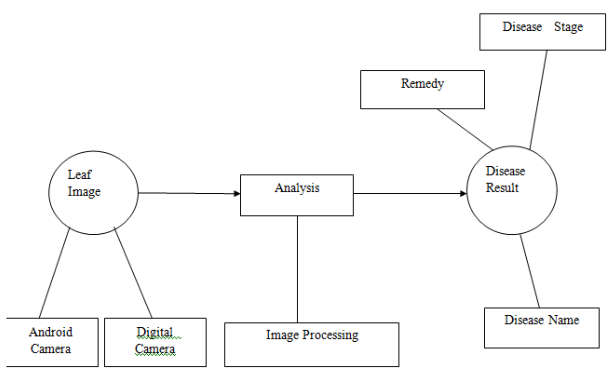 Disease Stage
Remedy
Leaf
Image
Analysis
Disease
Result
Android
Camera
Digital
Camera
Image Processing
Disease Name